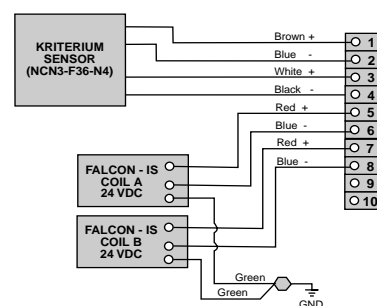 KRITERIUM
SENSOR
(NCN3-F36-N4)
Brown +
Blue -
White +
Black -
Red +
Blue -
Red +
Blue -
1
2
3
4
5
6
7
8
9
10
FALCON - IS
COIL A
24 VDC
FALCON - IS
COIL B
24 VDC
Green
Green
GND